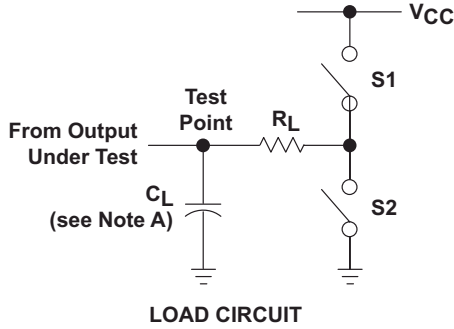 VCC
S1
Test
Point
RL
From Output
Under Test
CL
(see Note A)
S2
LOAD CIRCUIT